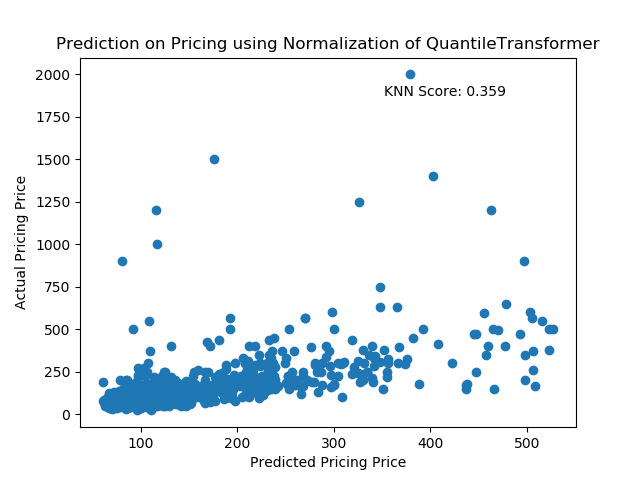 Prediction on Pricing using Normalization of QuantileTransformer
2000
KNN Score: 0.359
1750
1500
1250
1000
750
500
250
0
Actual Pricing Price
100 200 300 400 500
Predicted Pricing Price